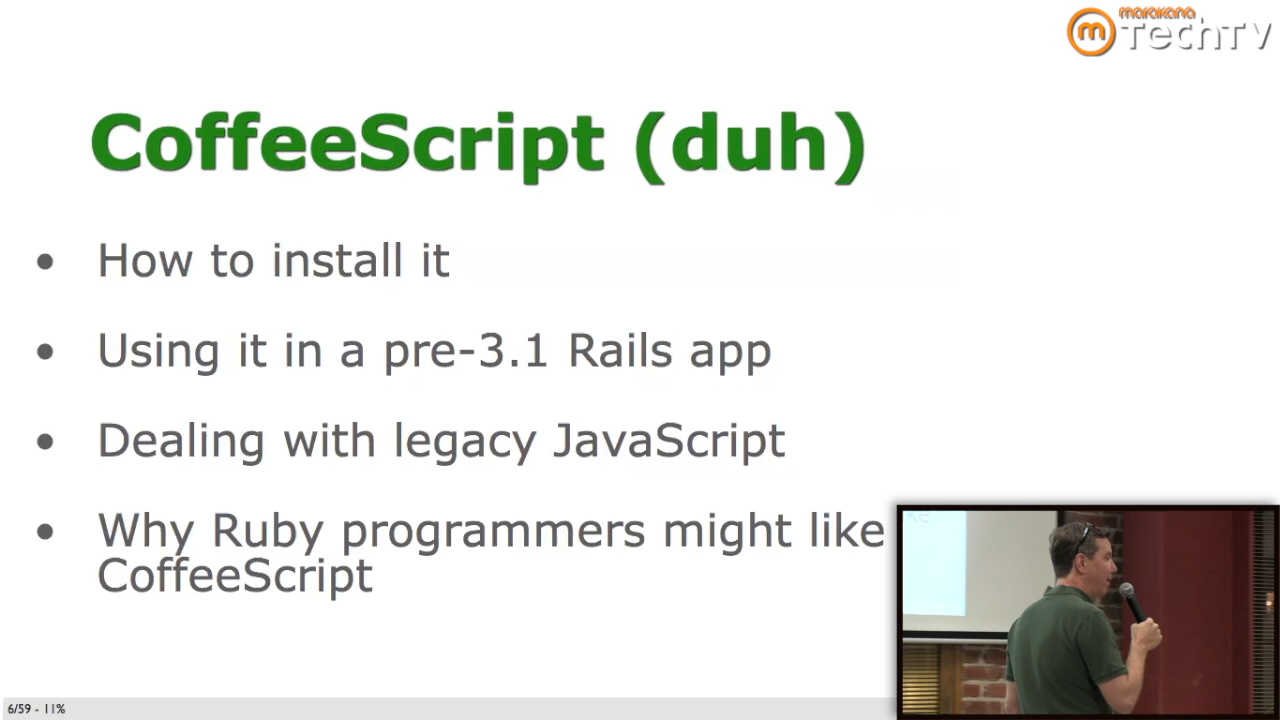 marakana
TechTV
CoffeeScript (duh)
• How to install it
• Using it in a pre-3.1 Rails app
• Dealing with legacy JavaScript
• Why Ruby programmers might like
CoffeeScript
ke
6/59 - 11%